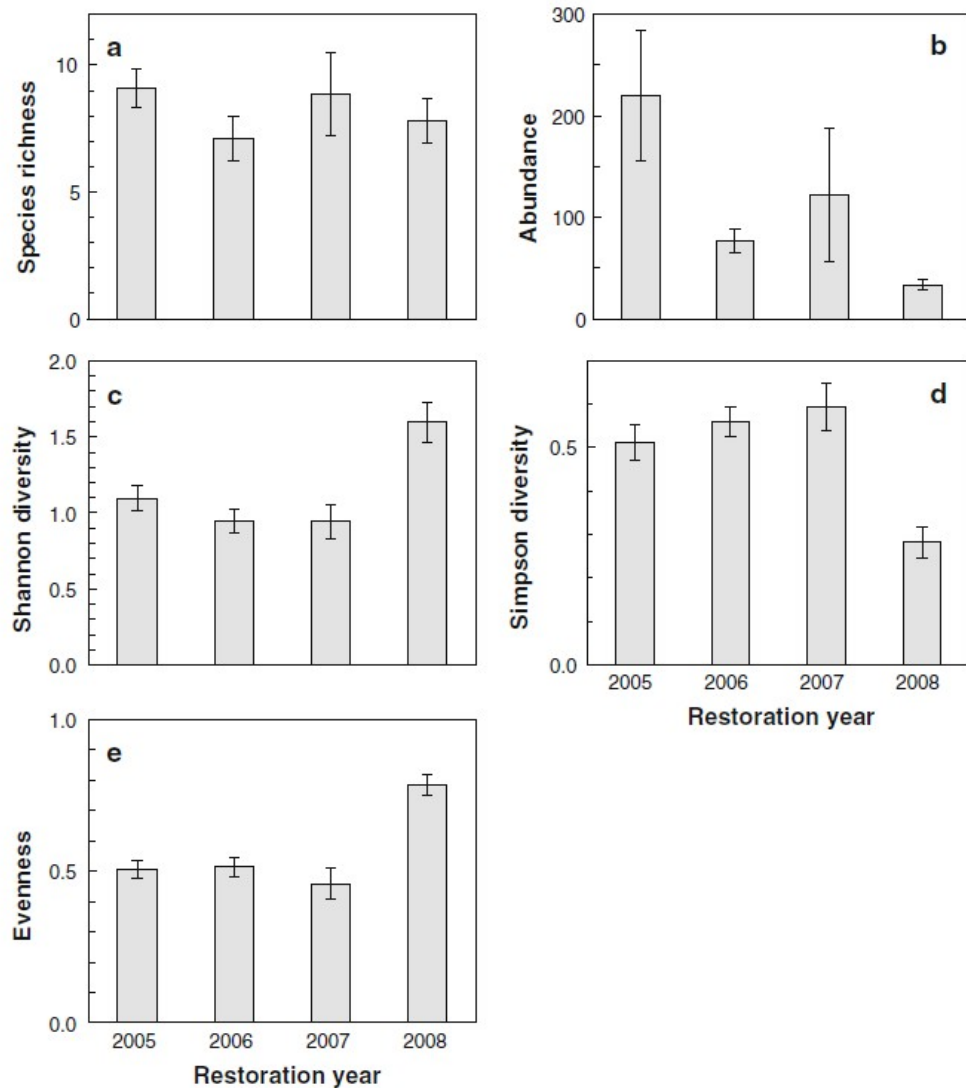 a
Species richness
10
5
0
b
Abundance
300
200
100
0
c
Shannon diversity
2.0
1.5
1.0
0.5
0.0
d
Simpson diversity
0.5
0.0
2005 2006 2007 2008
Restoration year
e
Evenness
1.0
0.5
0.0
2005 2006 2007 2008
Restoration year